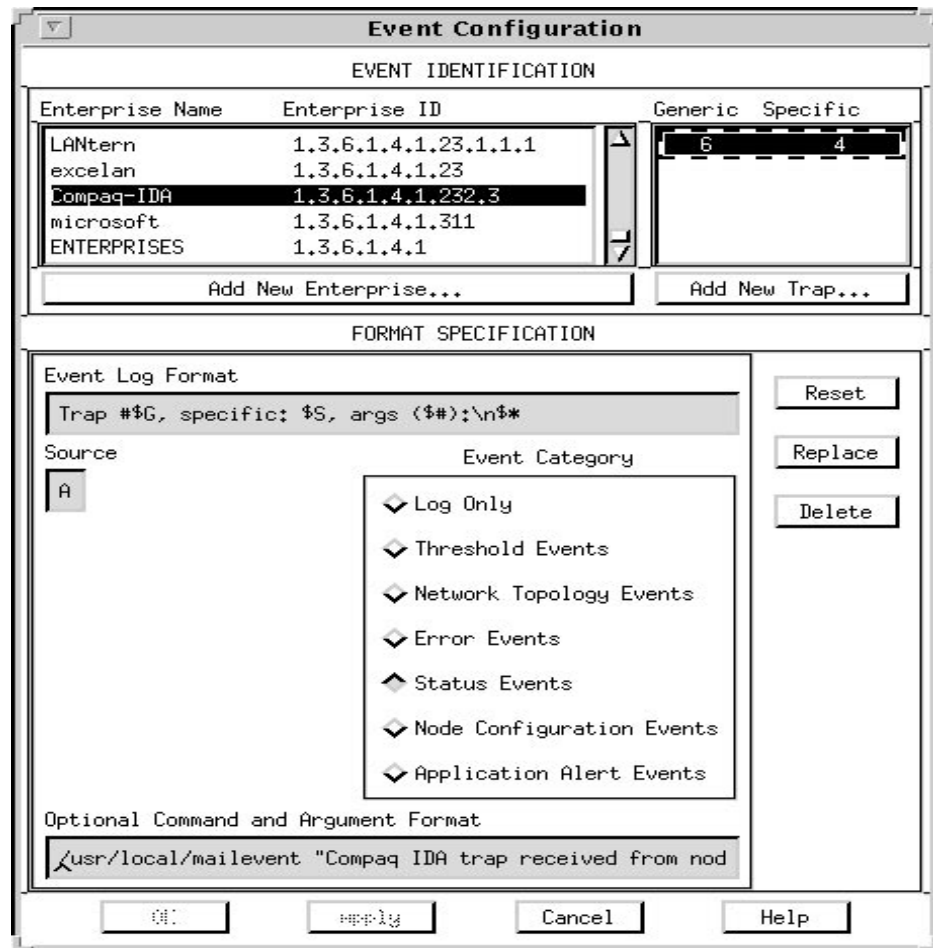 Event Configuration
EVENT IDENTIFICATION
Enterprise Name Enterprise ID Generic Specific
LANtern 1.3.6.1.4.1.23.1.1.1 6 4
excelan 1.3.6.1.4.1.23
Compaq-IDA 1.3.6.1.4.1.232.3
microsoft 1.3.6.1.4.1.311
ENTERPRISES 1.3.6.1.4.1
Add New Enterprise... Add New Trap...
FORMAT SPECIFICATION
Event Log Format
Reset
Trap #$G, specific: $S, args ($#):\n$*
Source Event Category Replace
A
Log Only
Delete
Threshold Events
Network Topology Events
Error Events
Status Events
Node Configuration Events
Application Alert Events
Optional Command and Argument Format
/usr/local/mailevent "Compaq IDA trap received from nod
OK Apply Cancel Help